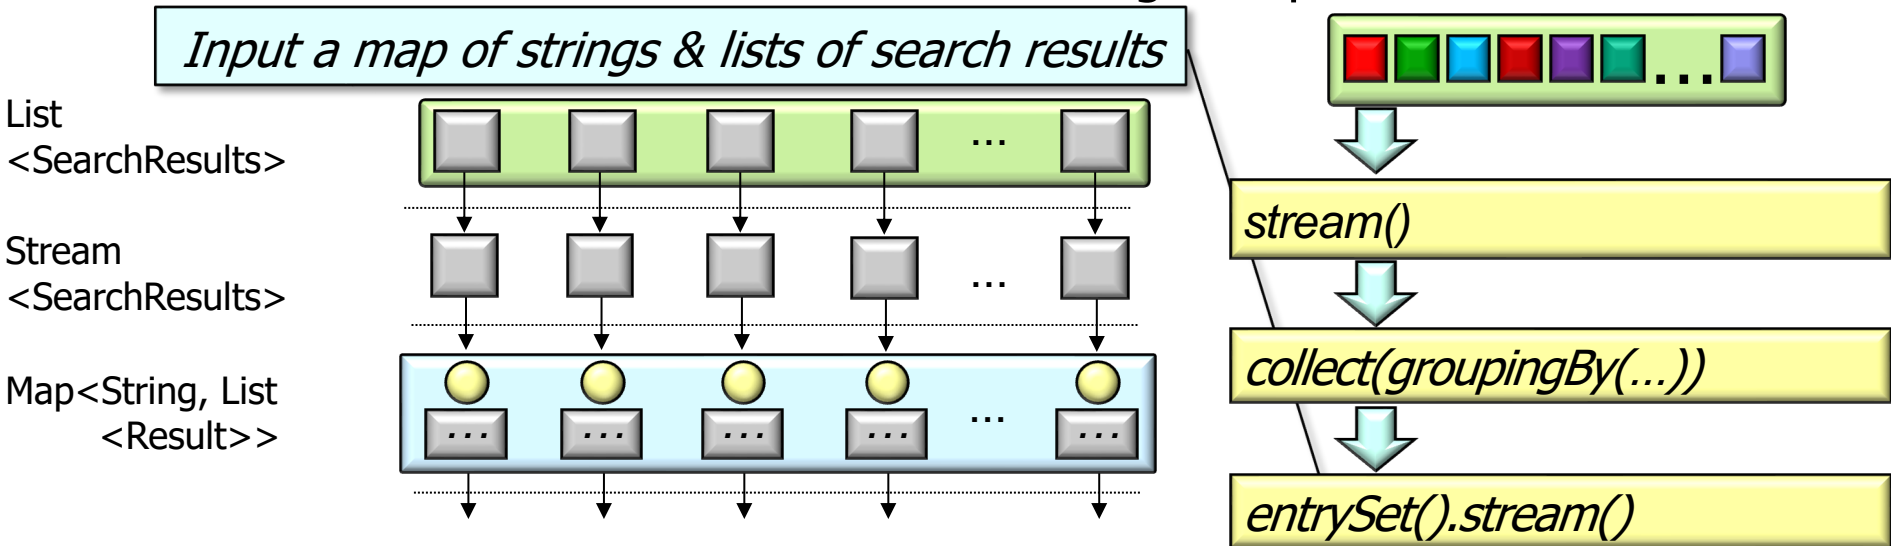 Input a map of strings & lists of search results
...
List
<SearchResults>
...
stream()
Stream
<SearchResults>
...
collect(groupingBy(...))
Map<String, List
<Result>>
... ... ... ... ... ...
entrySet().stream()